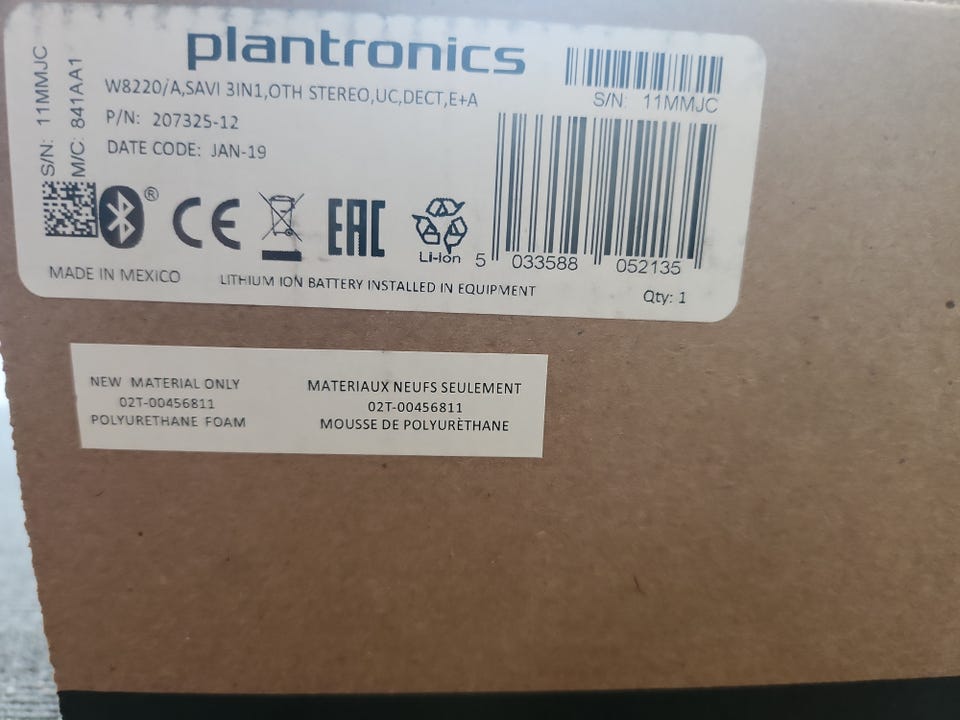 plantronics
S/N: 11MMJC
M/C: 841AA1
W8220/A,SAVI 3IN1,OTH STEREO,UC,DECT,E+A
S/N: 11MMJC
P/N: 207325-12
DATE CODE: JAN-19
®
CE
EAC
Li-Ion
5 033588 052135
MADE IN MEXICO
LITHIUM ION BATTERY INSTALLED IN EQUIPMENT
Qty: 1
NEW MATERIAL ONLY
02T-00456811
POLYURETHANE FOAM
MATERIAUX NEUFS SEULEMENT
02T-00456811
MOUSSE DE POLYURÈTHANE